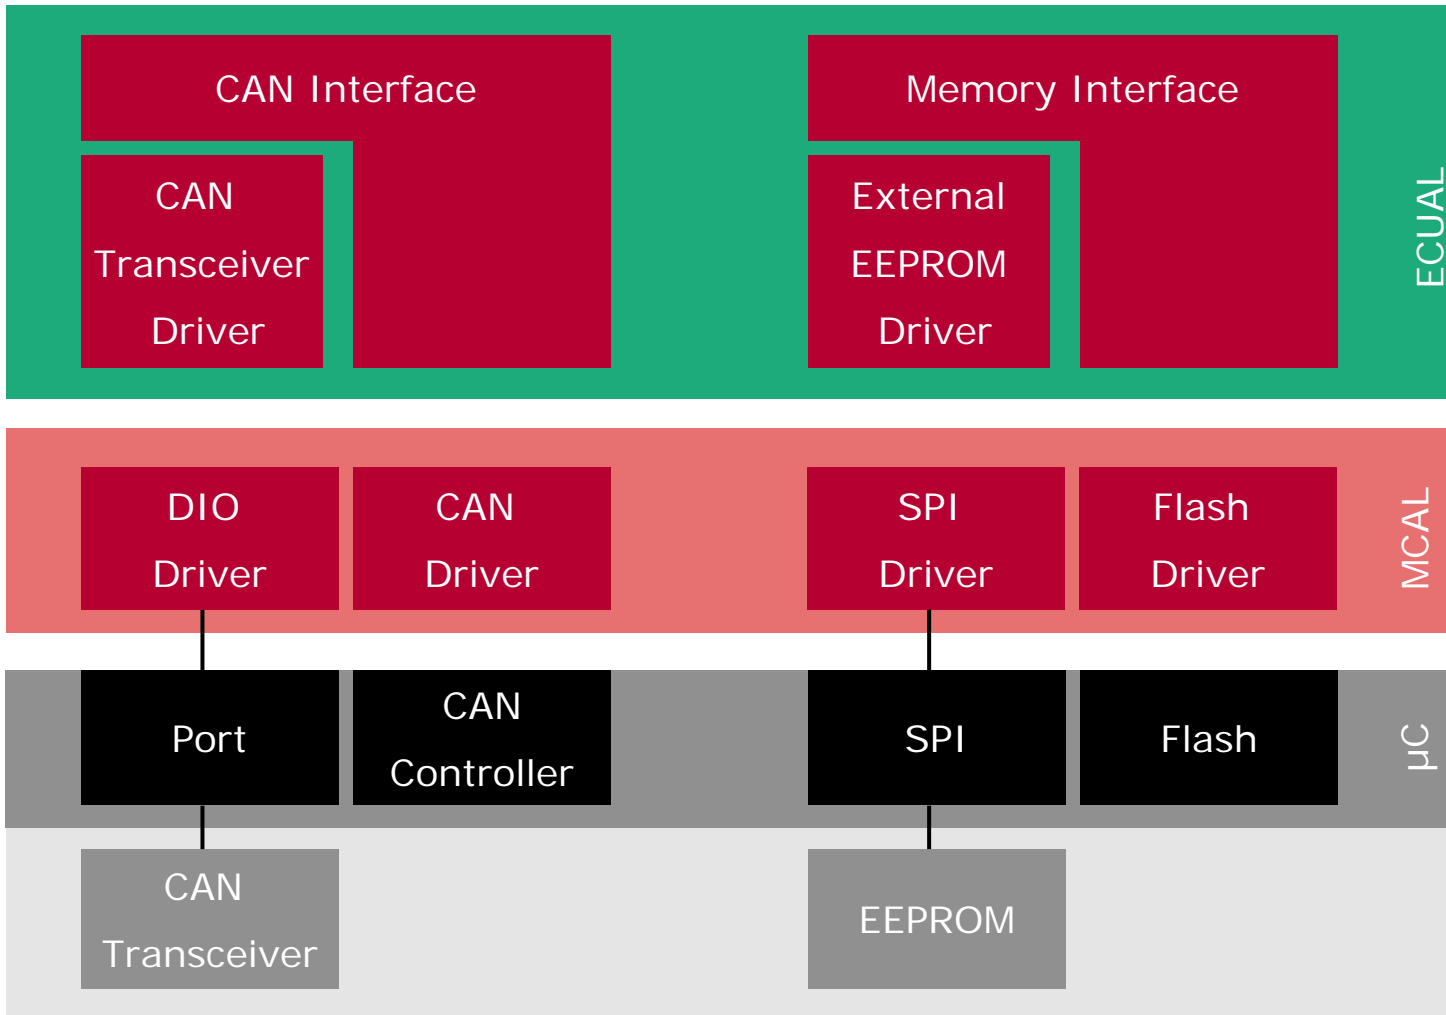 CAN Interface
Memory Interface
CAN
Transceiver
Driver
External
EEPROM
Driver
ECUAL
DIO
Driver
CAN
Driver
SPI
Driver
Flash
Driver
MCAL
Port
CAN
Controller
SPI
Flash
µC
CAN
Transceiver
EEPROM